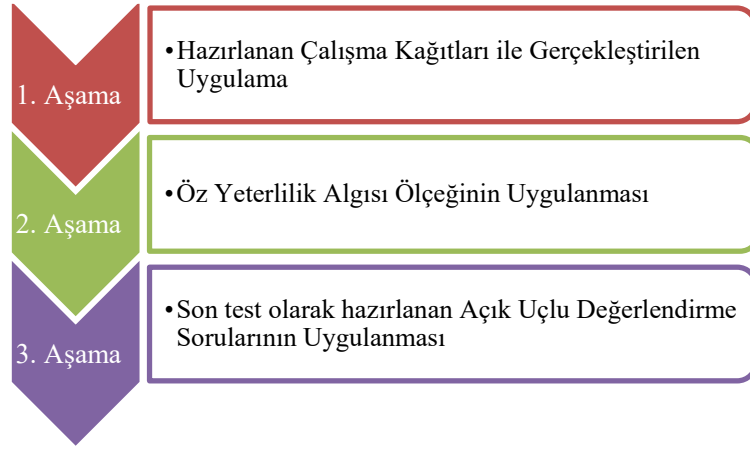 1. Aşama
•Hazırlanan Çalışma Kağıtları ile Gerçekleştirilen
Uygulama
2. Aşama
•Öz Yeterlilik Algısı Ölçeğinin Uygulanması
3. Aşama
•Son test olarak hazırlanan Açık Uçlu Değerlendirme
Sorularının Uygulanması